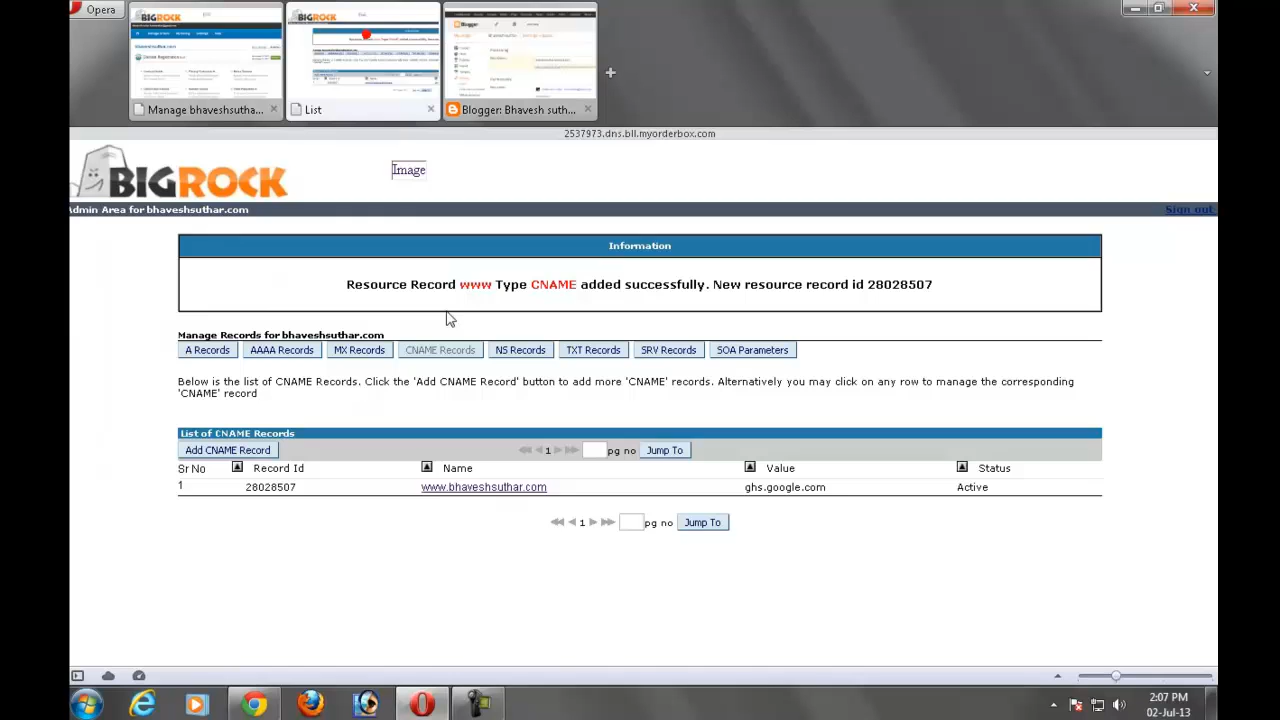 Opera
BIGROCK
BIGROCK
Blogger
Manage bhaveshsutha...
List
Blogger: Bhavesh suth...
2537973.dns.bll.myorderbox.com
BIGROCK
Image
Admin Area for bhaveshsuthar.com
Sign out
Information
Resource Record www Type CNAME added successfully. New resource record id 28028507
Manage Records for bhaveshsuthar.com
A Records AAAA Records MX Records CNAME Records NS Records TXT Records SRV Records SOA Parameters
Below is the list of CNAME Records. Click the 'Add CNAME Record' button to add more 'CNAME' records. Alternatively you may click on any row to manage the corresponding
'CNAME' record
List of CNAME Records
Add CNAME Record 1 pg no Jump To
Sr No Record Id Name Value Status
1 28028507 www.bhaveshsuthar.com ghs.google.com Active
1 pg no Jump To
2:07 PM
02-Jul-13